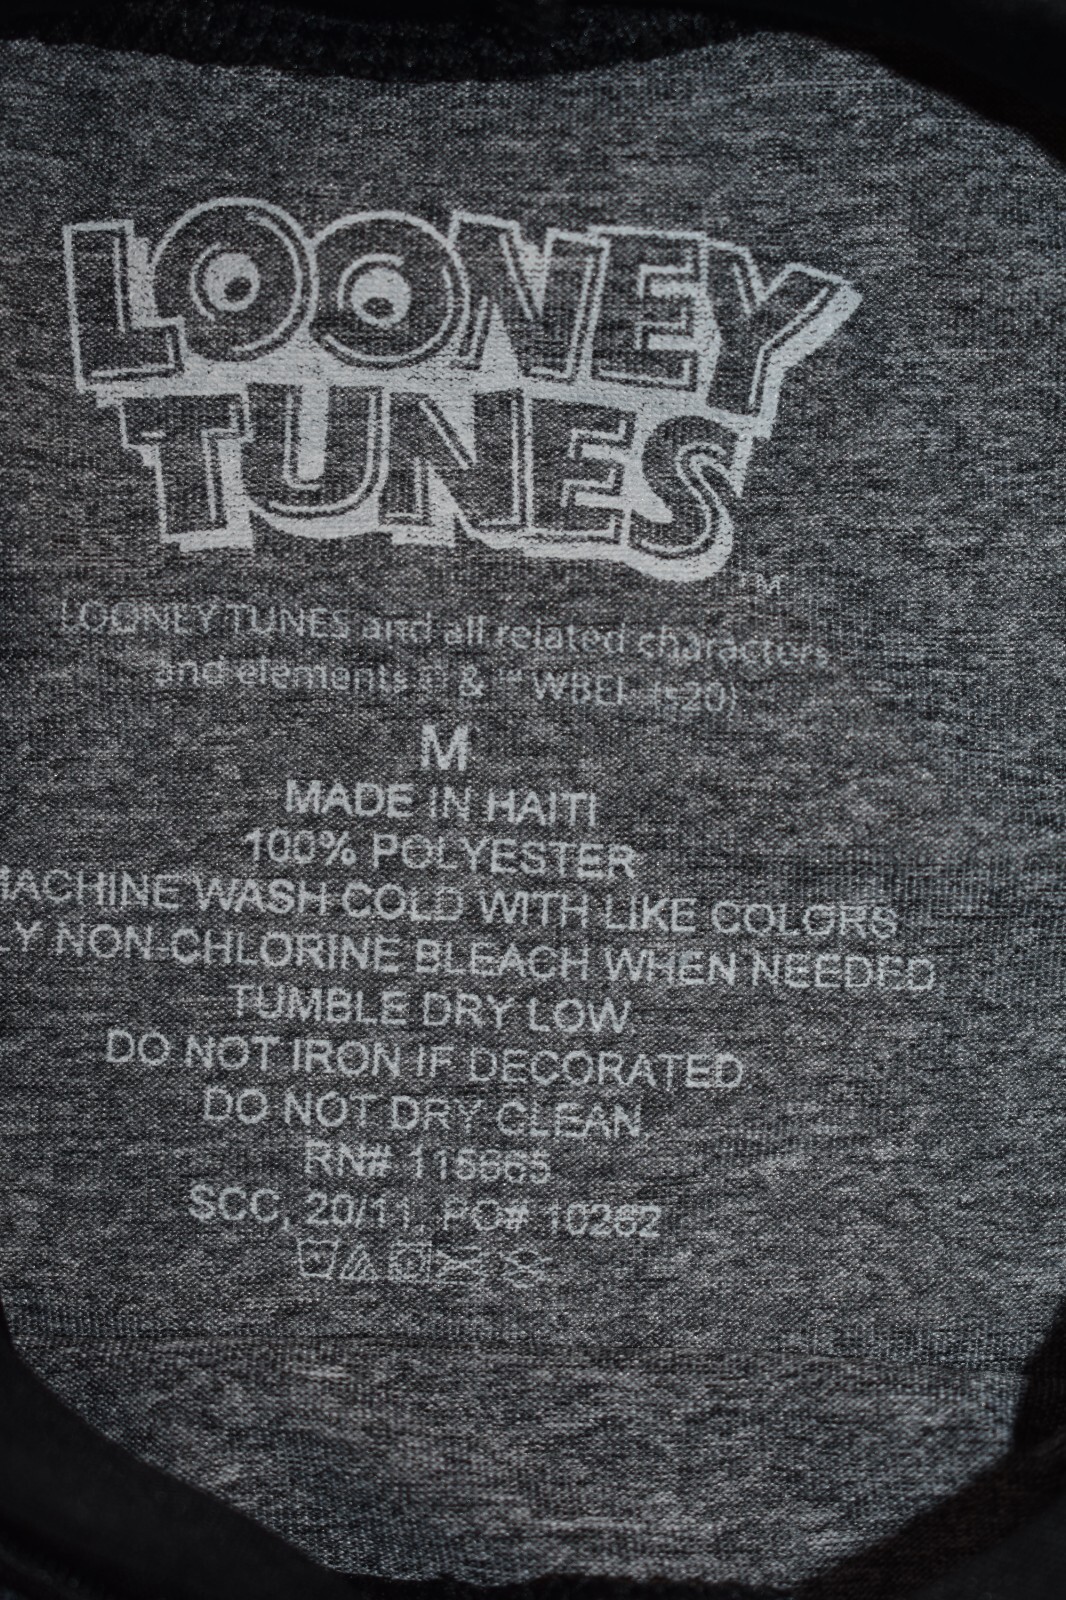 LOONEY
TUNES
TM
LOONEY TUNES and all related characters
and elements © & ™ WBEI. (s20)
M
MADE IN HAITI
100% POLYESTER
MACHINE WASH COLD WITH LIKE COLORS
LY NON-CHLORINE BLEACH WHEN NEEDED
TUMBLE DRY LOW
DO NOT IRON IF DECORATED
DO NOT DRY CLEAN
RN#
SCC, 20/11, PO# 10262